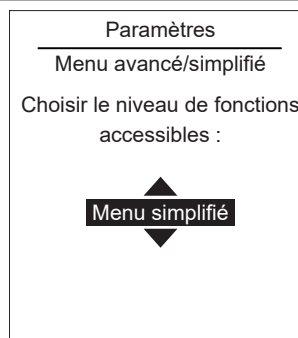 Paramètres
Menu avancé/simplifié
Choisir le niveau de fonctions
accessibles :
Menu simplifié